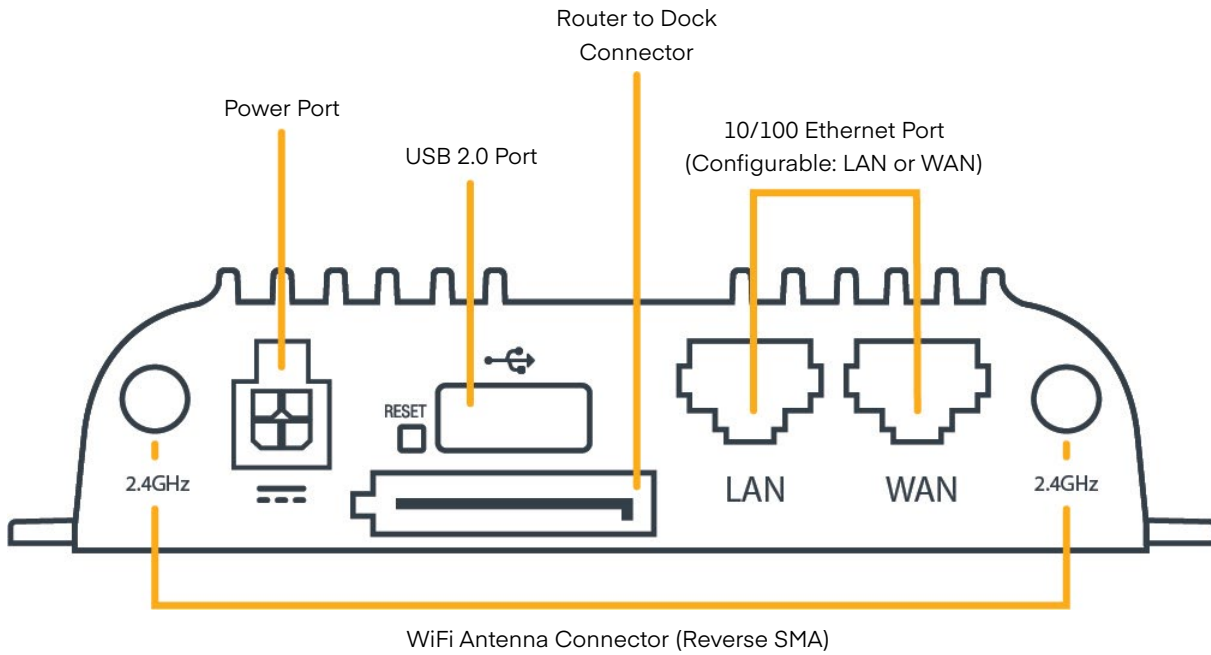 Router to Dock
Connector
Power Port
USB 2.0 Port
10/100 Ethernet Port
(Configurable: LAN or WAN)
RESET
2.4GHz
LAN
WAN
2.4GHz
WiFi Antenna Connector (Reverse SMA)